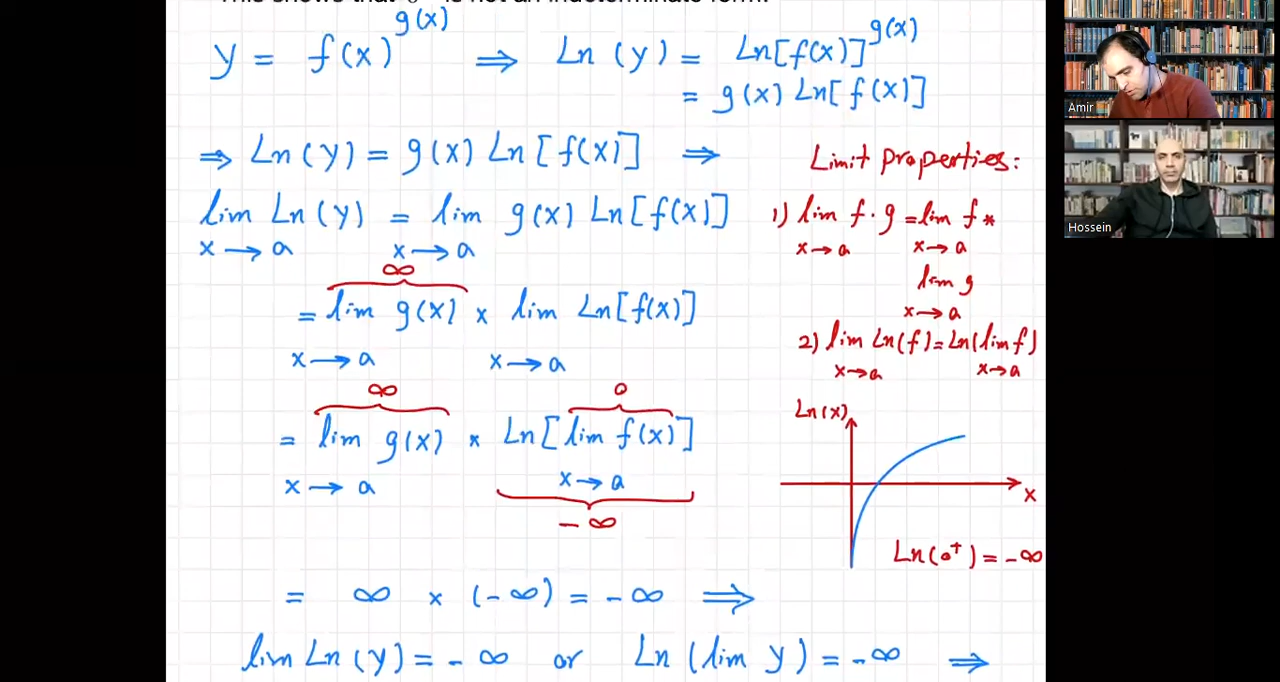 y = f(x)^g(x) ⇒ Ln (y) = Ln[f(x)]^g(x)
= g(x) Ln[f(x)]
⇒ Ln(y) = g(x) Ln[f(x)] ⇒
lim Ln(y) = lim g(x) Ln[f(x)]
x→a x→a
∞
= lim g(x) × lim Ln[f(x)]
x→a x→a
∞ 0
= lim g(x) × Ln[lim f(x)]
x→a x→a
-∞
= ∞ × (-∞) = -∞ ⇒
lim Ln(y) = -∞ or Ln(lim y) = -∞ ⇒
Limit properties:
1) lim f·g = lim f *
x→a x→a
lim g
x→a
2) lim Ln(f) = Ln(lim f)
x→a x→a
Ln(x)
x
Ln(0⁺) = -∞
Amir
Hossein